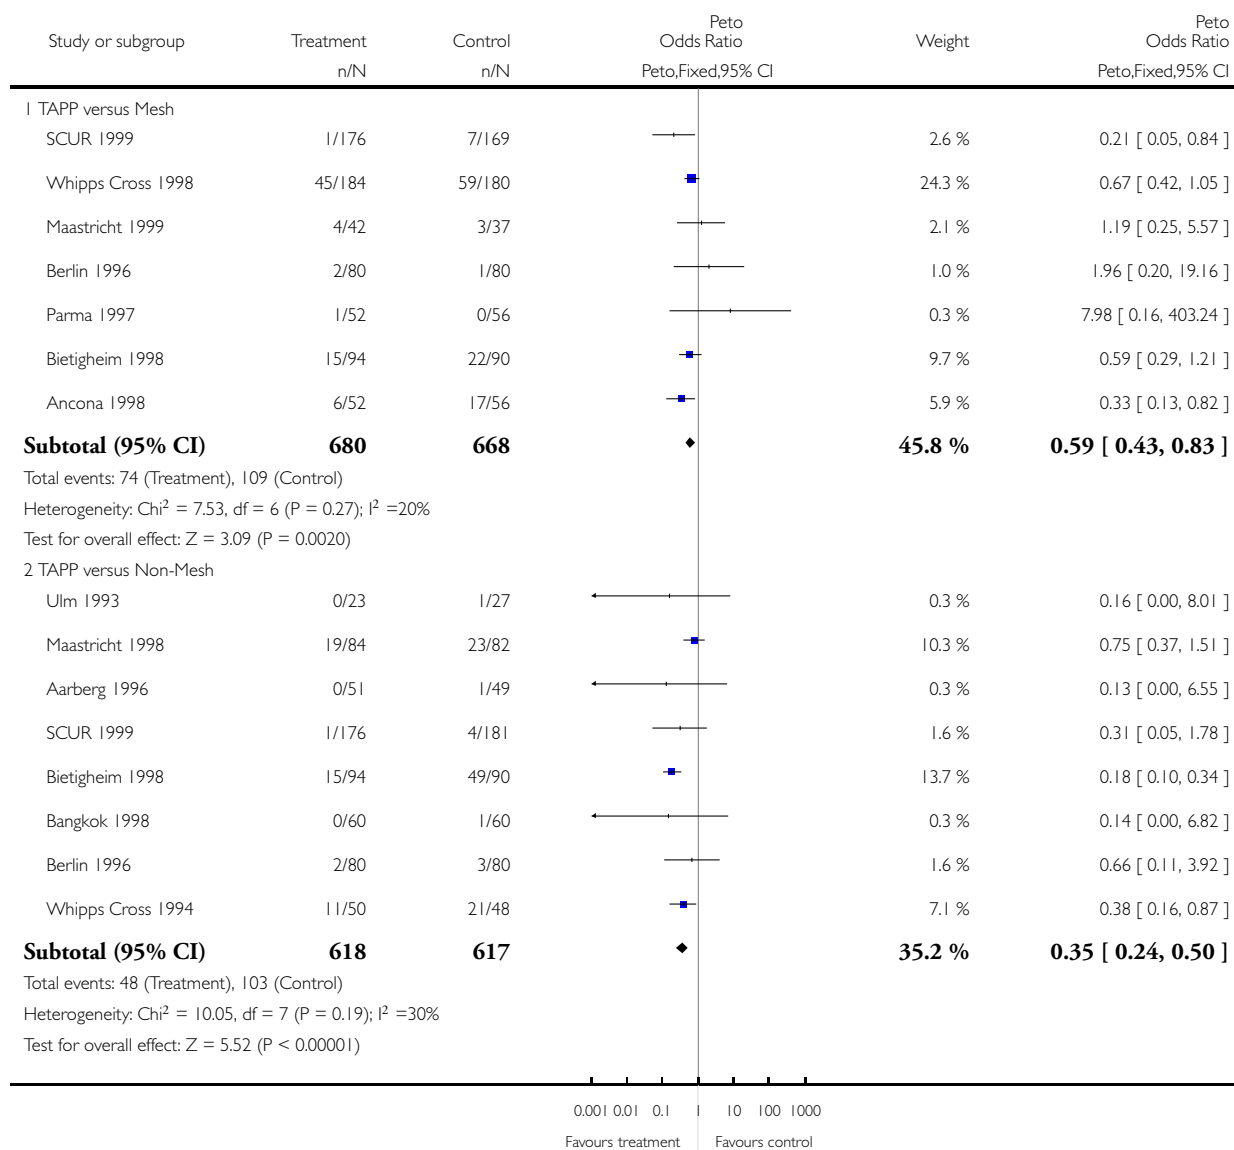 Peto Peto
Study or subgroup Treatment Control Odds Ratio Weight Odds Ratio
n/N n/N Peto,Fixed,95% CI Peto,Fixed,95% CI
1 TAPP versus Mesh
SCUR 1999 1/176 7/169 2.6 % 0.21 [ 0.05, 0.84 ]
Whipps Cross 1998 45/184 59/180 24.3 % 0.67 [ 0.42, 1.05 ]
Maastricht 1999 4/42 3/37 2.1 % 1.19 [ 0.25, 5.57 ]
Berlin 1996 2/80 1/80 1.0 % 1.96 [ 0.20, 19.16 ]
Parma 1997 1/52 0/56 0.3 % 7.98 [ 0.16, 403.24 ]
Bietigheim 1998 15/94 22/90 9.7 % 0.59 [ 0.29, 1.21 ]
Ancona 1998 6/52 17/56 5.9 % 0.33 [ 0.13, 0.82 ]
Subtotal (95% CI) 680 668 45.8 % 0.59 [ 0.43, 0.83 ]
Total events: 74 (Treatment), 109 (Control)
Heterogeneity: Chi² = 7.53, df = 6 (P = 0.27); I² =20%
Test for overall effect: Z = 3.09 (P = 0.0020)
2 TAPP versus Non-Mesh
Ulm 1993 0/23 1/27 0.3 % 0.16 [ 0.00, 8.01 ]
Maastricht 1998 19/84 23/82 10.3 % 0.75 [ 0.37, 1.51 ]
Aarberg 1996 0/51 1/49 0.3 % 0.13 [ 0.00, 6.55 ]
SCUR 1999 1/176 4/181 1.6 % 0.31 [ 0.05, 1.78 ]
Bietigheim 1998 15/94 49/90 13.7 % 0.18 [ 0.10, 0.34 ]
Bangkok 1998 0/60 1/60 0.3 % 0.14 [ 0.00, 6.82 ]
Berlin 1996 2/80 3/80 1.6 % 0.66 [ 0.11, 3.92 ]
Whipps Cross 1994 11/50 21/48 7.1 % 0.38 [ 0.16, 0.87 ]
Subtotal (95% CI) 618 617 35.2 % 0.35 [ 0.24, 0.50 ]
Total events: 48 (Treatment), 103 (Control)
Heterogeneity: Chi² = 10.05, df = 7 (P = 0.19); I² =30%
Test for overall effect: Z = 5.52 (P < 0.00001)
0.001 0.01 0.1 1 10 100 1000
Favours treatment Favours control